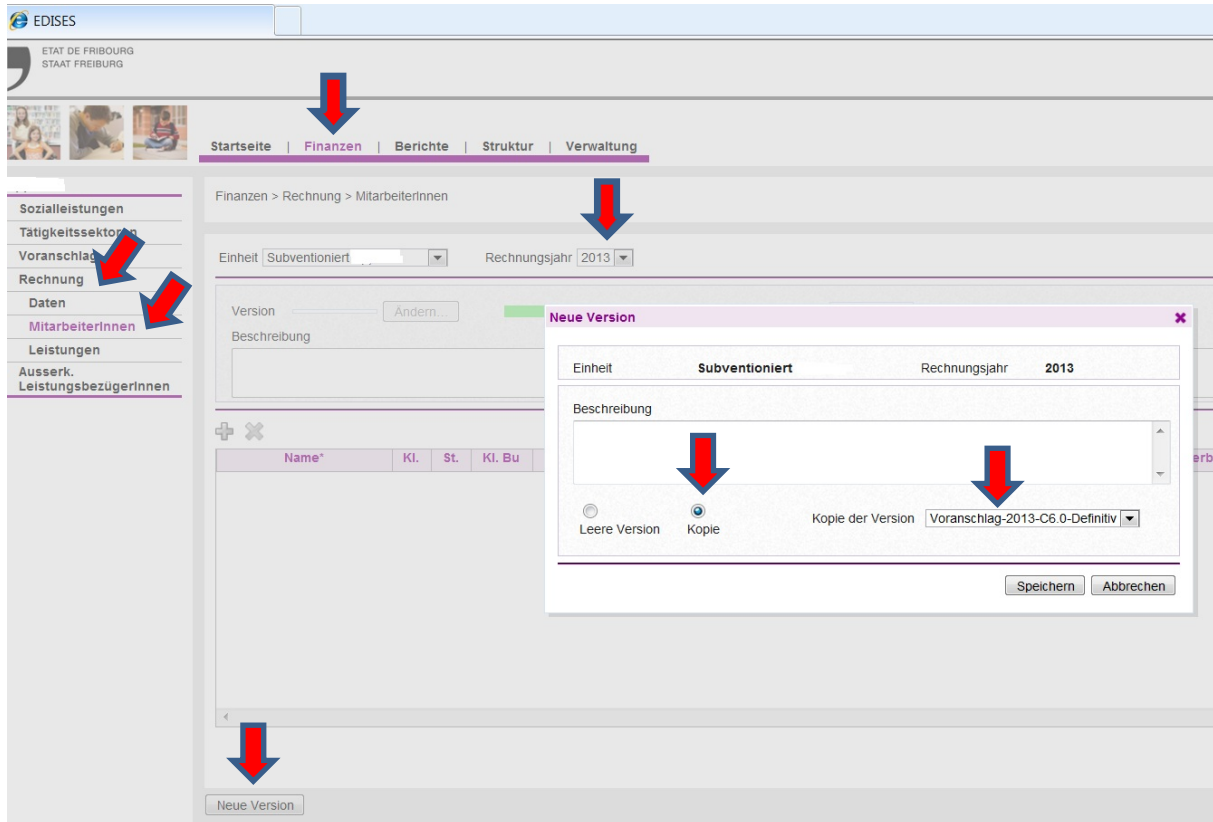 EDISES
ETAT DE FRIBOURG
STAAT FREIBURG
Startseite | Finanzen | Berichte | Struktur | Verwaltung
Finanzen > Rechnung > MitarbeiterInnen
Sozialleistungen
Tätigkeitssektoren
Voranschlag
Rechnung
Daten
MitarbeiterInnen
Leistungen
Ausserk.
LeistungsbezügerInnen
Einheit Subventioniert Rechnungsjahr 2013
Version Ändern...
Beschreibung
Name* Kl. St. Kl. Bu
Neue Version
Einheit Subventioniert Rechnungsjahr 2013
Beschreibung
Leere Version Kopie Kopie der Version Voranschlag-2013-C6.0-Definitiv
Speichern Abbrechen
Neue Version